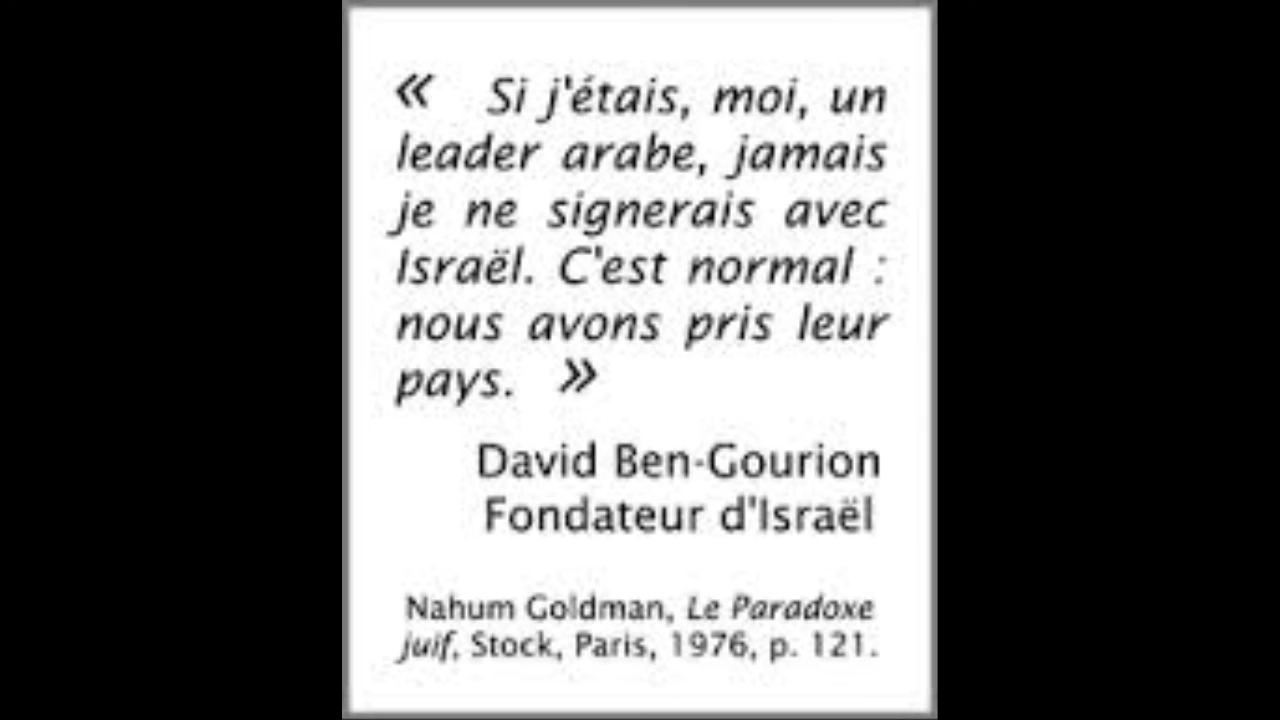 « Si j'étais, moi, un
leader arabe, jamais
je ne signerais avec
Israël. C'est normal :
nous avons pris leur
pays. »
David Ben-Gourion
Fondateur d'Israël
Nahum Goldman, Le Paradoxe
juif, Stock, Paris, 1976, p. 121.